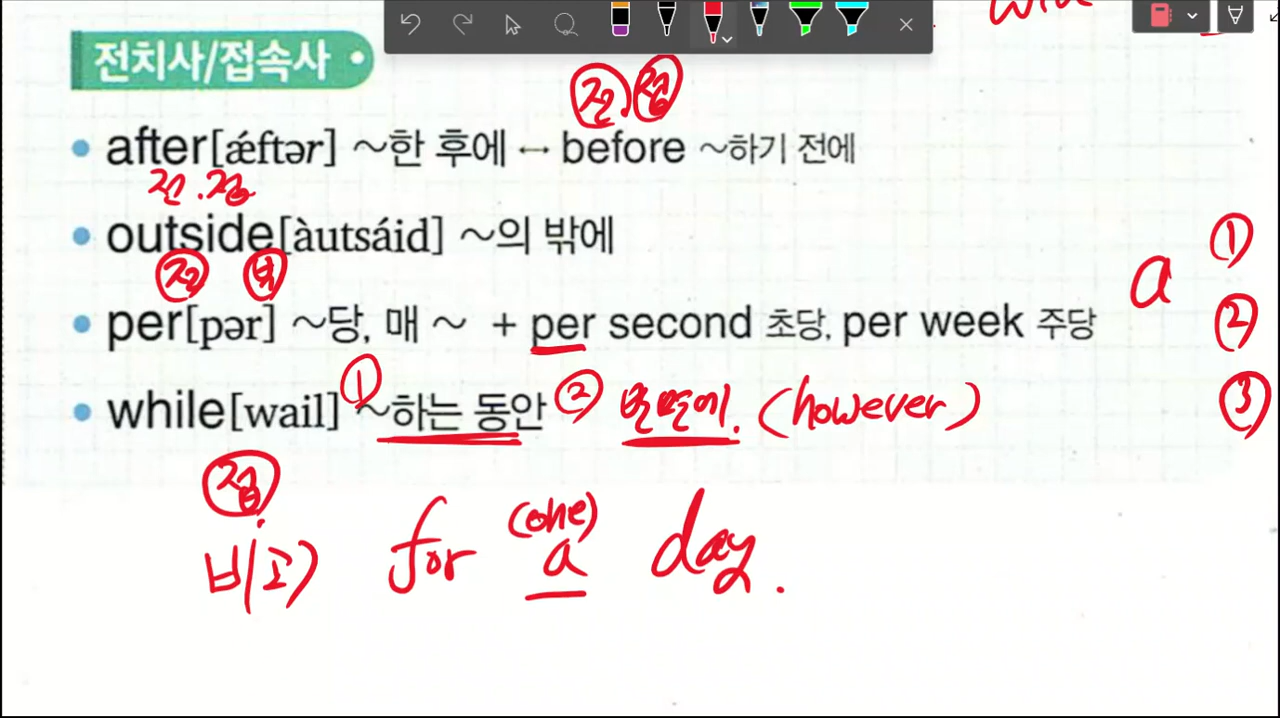 전치사/접속사
전, 접
after[ǽftər] ~한 후에 ↔ before ~하기 전에
전.접
outside[àutsáid] ~의 밖에
전 부
①
a
per[pər] ~당, 매 ~ + per second 초당, per week 주당
②
while[wail] ① ~하는 동안 ② 반면에. (however)
③
접.
비고) for (one) a day.